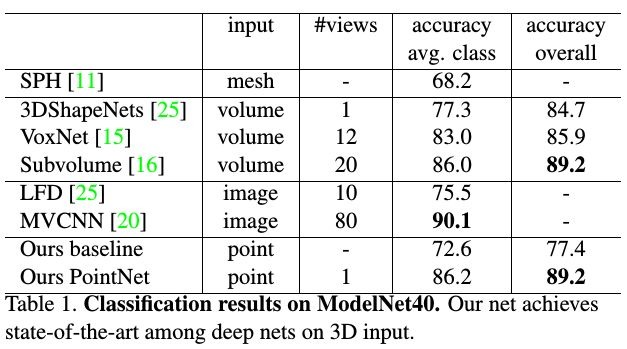 input #views accuracy accuracy
avg. class overall
SPH [11] mesh - 68.2 -
3DShapeNets [25] volume 1 77.3 84.7
VoxNet [15] volume 12 83.0 85.9
Subvolume [16] volume 20 86.0 89.2
LFD [25] image 10 75.5 -
MVCNN [20] image 80 90.1 -
Ours baseline point - 72.6 77.4
Ours PointNet point 1 86.2 89.2
Table 1. Classification results on ModelNet40. Our net achieves
state-of-the-art among deep nets on 3D input.